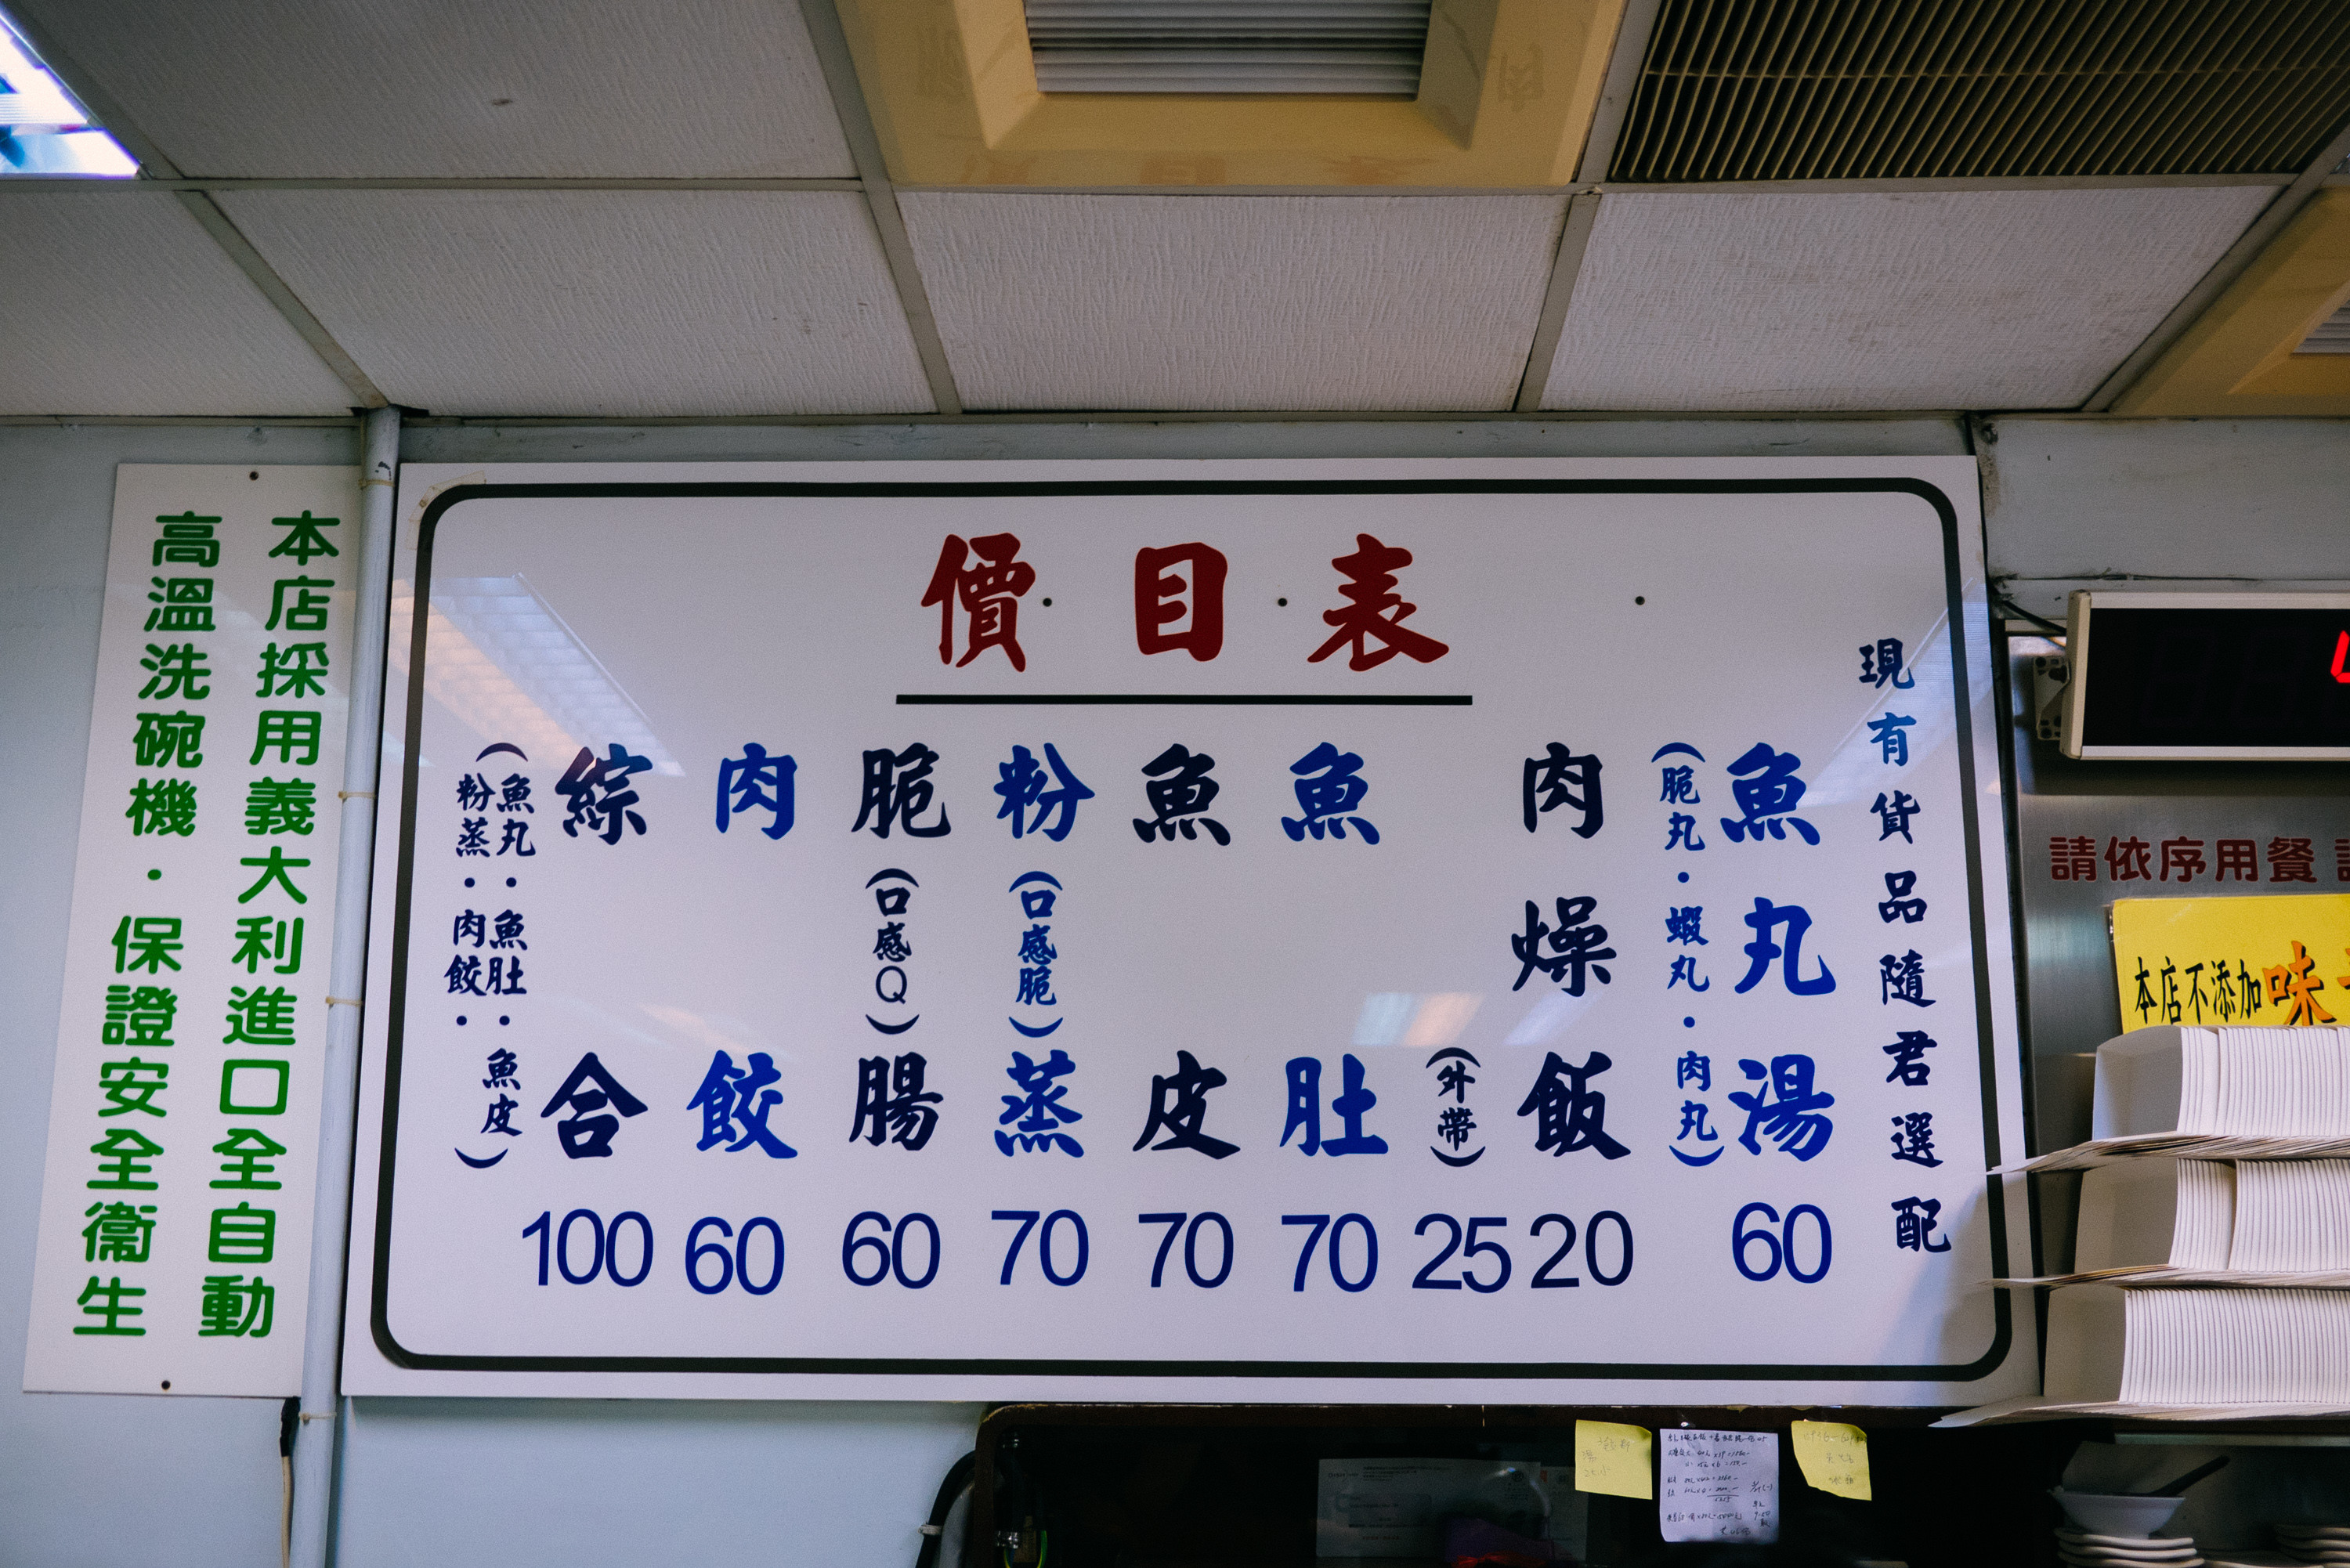 價目表
現有貨品隨君選配
魚丸湯 60
(脆丸・蝦丸・肉丸)
肉燥飯 20
(外帶) 25
魚肚 70
魚皮 70
粉(口感脆)蒸 70
脆(口感Q)腸 60
肉餃 60
綜合 100
(魚丸・魚肚・魚皮
粉蒸・肉餃・)
本店採用義大利進口全自動
高溫洗碗機・保證安全衞生
請依序用餐
本店不添加味